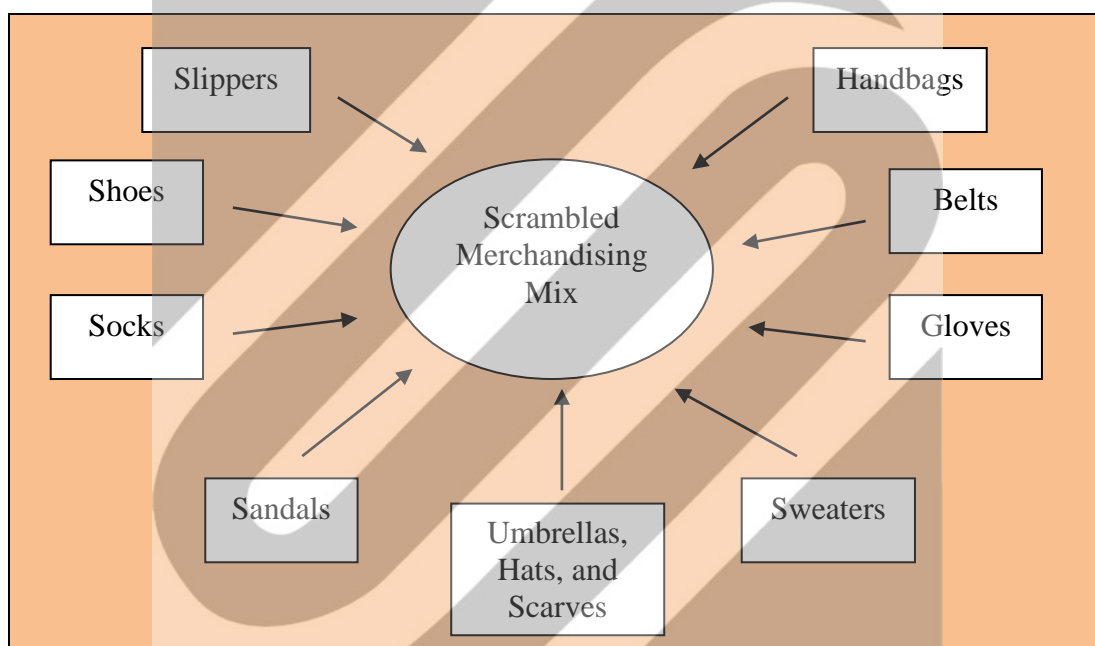 Slippers
Handbags
Shoes
Scrambled
Merchandising
Mix
Belts
Socks
Gloves
Sandals
Umbrellas,
Hats, and
Scarves
Sweaters